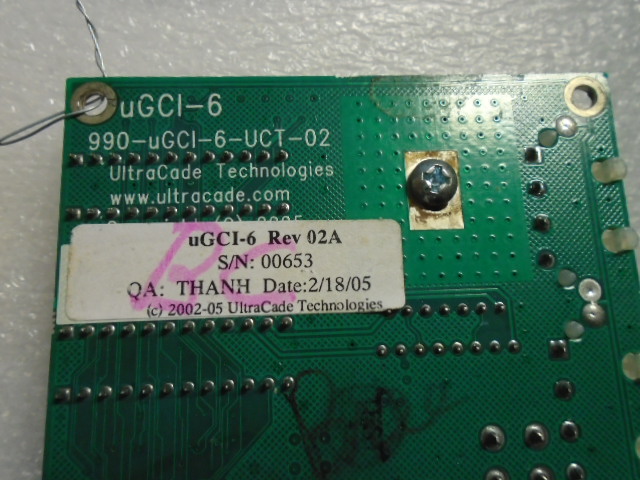 uGCI-6
990-uGCI-6-UCT-02
UltraCade Technologies
www.ultracade.com
uGCI-6 Rev 02A
S/N: 00653
QA: THANH Date:2/18/05
(c) 2002-05 UltraCade Technologies